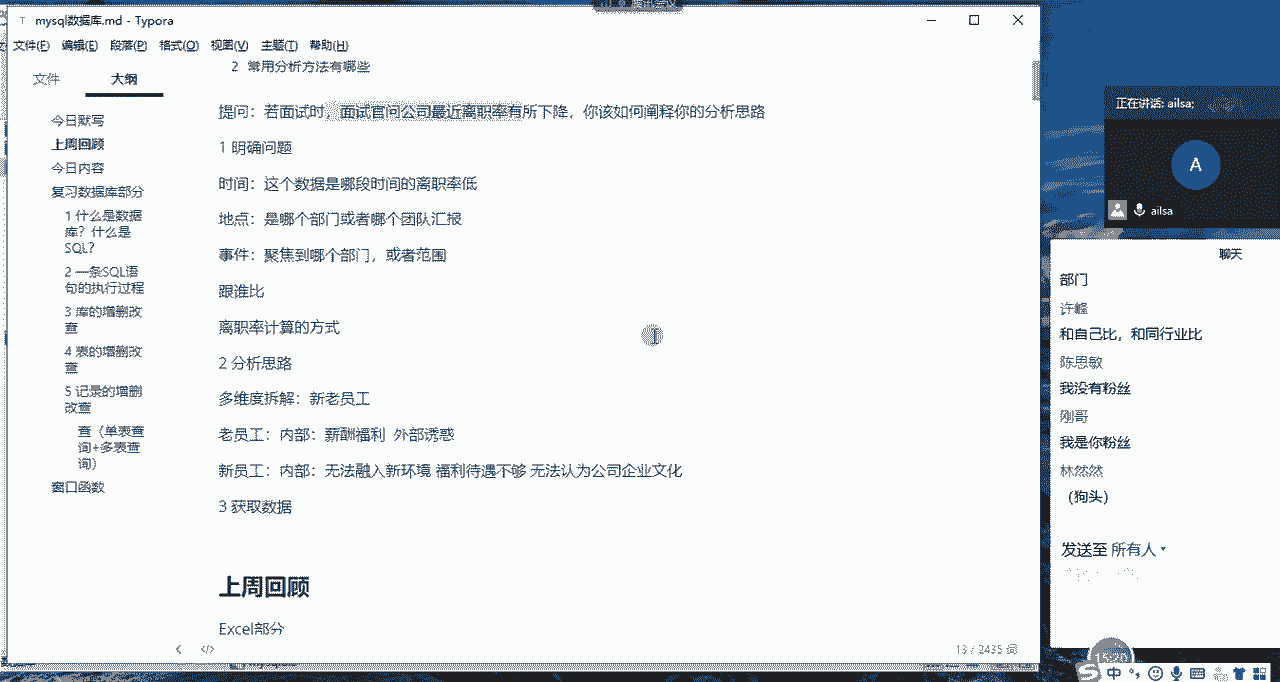 mysql数据库.md - Typora
文件(F) 编辑(E) 段落(P) 格式(O) 视图(V) 主题(T) 帮助(H)
文件 大纲
今日默写
上周回顾
今日内容
复习数据库部分
1 什么是数据
库？什么是
SQL?
2 一条SQL语
句的执行过程
3 库的增删改
查
4 表的增删改
查
5 记录的增删
改查
查（单表查
询+多表查
询）
窗口函数
2 常用分析方法有哪些
提问：若面试时，面试官问公司最近离职率有所下降，你该如何阐释你的分析思路
1 明确问题
时间：这个数据是哪段时间的离职率低
地点：是哪个部门或者哪个团队汇报
事件：聚焦到哪个部门，或者范围
跟谁比
离职率计算的方式
2 分析思路
多维度拆解：新老员工
老员工：内部：薪酬福利 外部诱惑
新员工：内部：无法融入新环境 福利待遇不够 无法认为公司企业文化
3 获取数据
上周回顾
Excel部分
13 / 2435 词
正在讲话: ailsa;
A
ailsa
聊天
部门
许峰
和自己比，和同行业比
陈思敏
我没有粉丝
刚哥
我是你粉丝
林然然
（狗头）
发送至 所有人
15:20
中